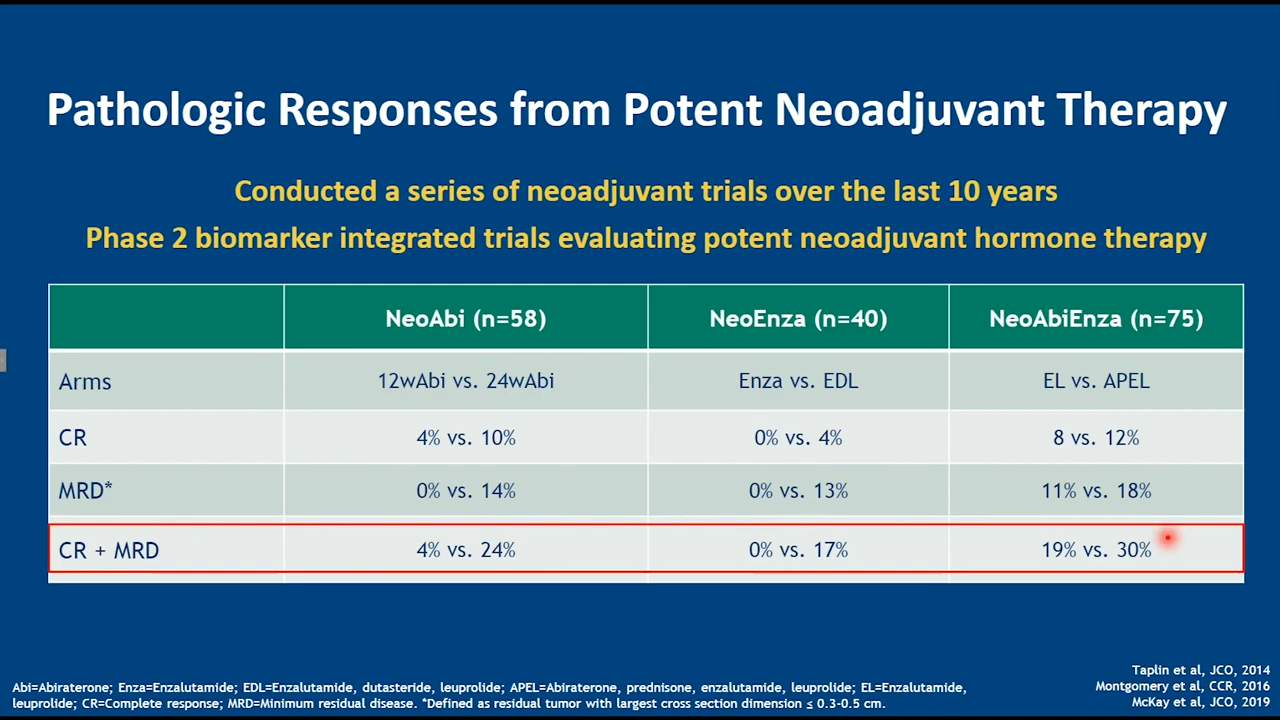 Pathologic Responses from Potent Neoadjuvant Therapy
Conducted a series of neoadjuvant trials over the last 10 years
Phase 2 biomarker integrated trials evaluating potent neoadjuvant hormone therapy
NeoAbi (n=58) NeoEnza (n=40) NeoAbiEnza (n=75)
Arms 12wAbi vs. 24wAbi Enza vs. EDL EL vs. APEL
CR 4% vs. 10% 0% vs. 4% 8 vs. 12%
MRD* 0% vs. 14% 0% vs. 13% 11% vs. 18%
CR + MRD 4% vs. 24% 0% vs. 17% 19% vs. 30%
Abi=Abiraterone; Enza=Enzalutamide; EDL=Enzalutamide, dutasteride, leuprolide; APEL=Abiraterone, prednisone, enzalutamide, leuprolide; EL=Enzalutamide,
leuprolide; CR=Complete response; MRD=Minimum residual disease. *Defined as residual tumor with largest cross section dimension ≤ 0.3-0.5 cm.
Taplin et al, JCO, 2014
Montgomery et al, CCR, 2016
McKay et al, JCO, 2019